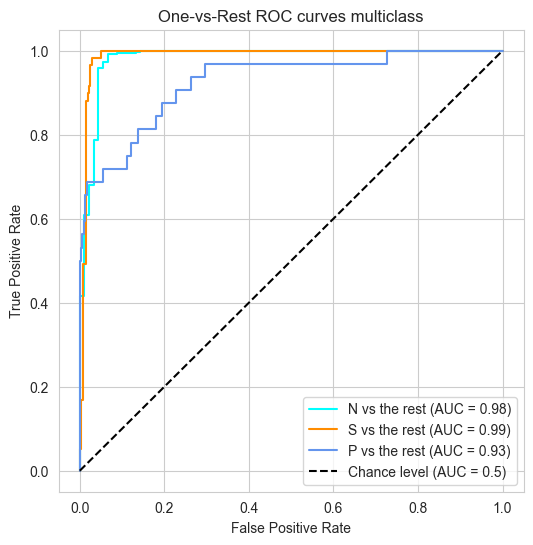 One-vs-Rest ROC curves multiclass
True Positive Rate
1.0
0.8
0.6
0.4
0.2
0.0
N vs the rest (AUC = 0.98)
S vs the rest (AUC = 0.99)
P vs the rest (AUC = 0.93)
Chance level (AUC = 0.5)
0.0 0.2 0.4 0.6 0.8 1.0
False Positive Rate